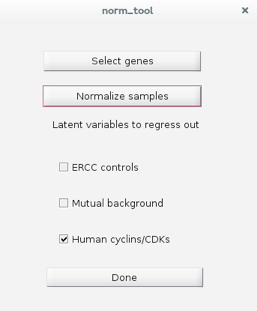 norm_tool
Select genes
Normalize samples
Latent variables to regress out
ERCC controls
Mutual background
Human cyclins/CDKs
Done